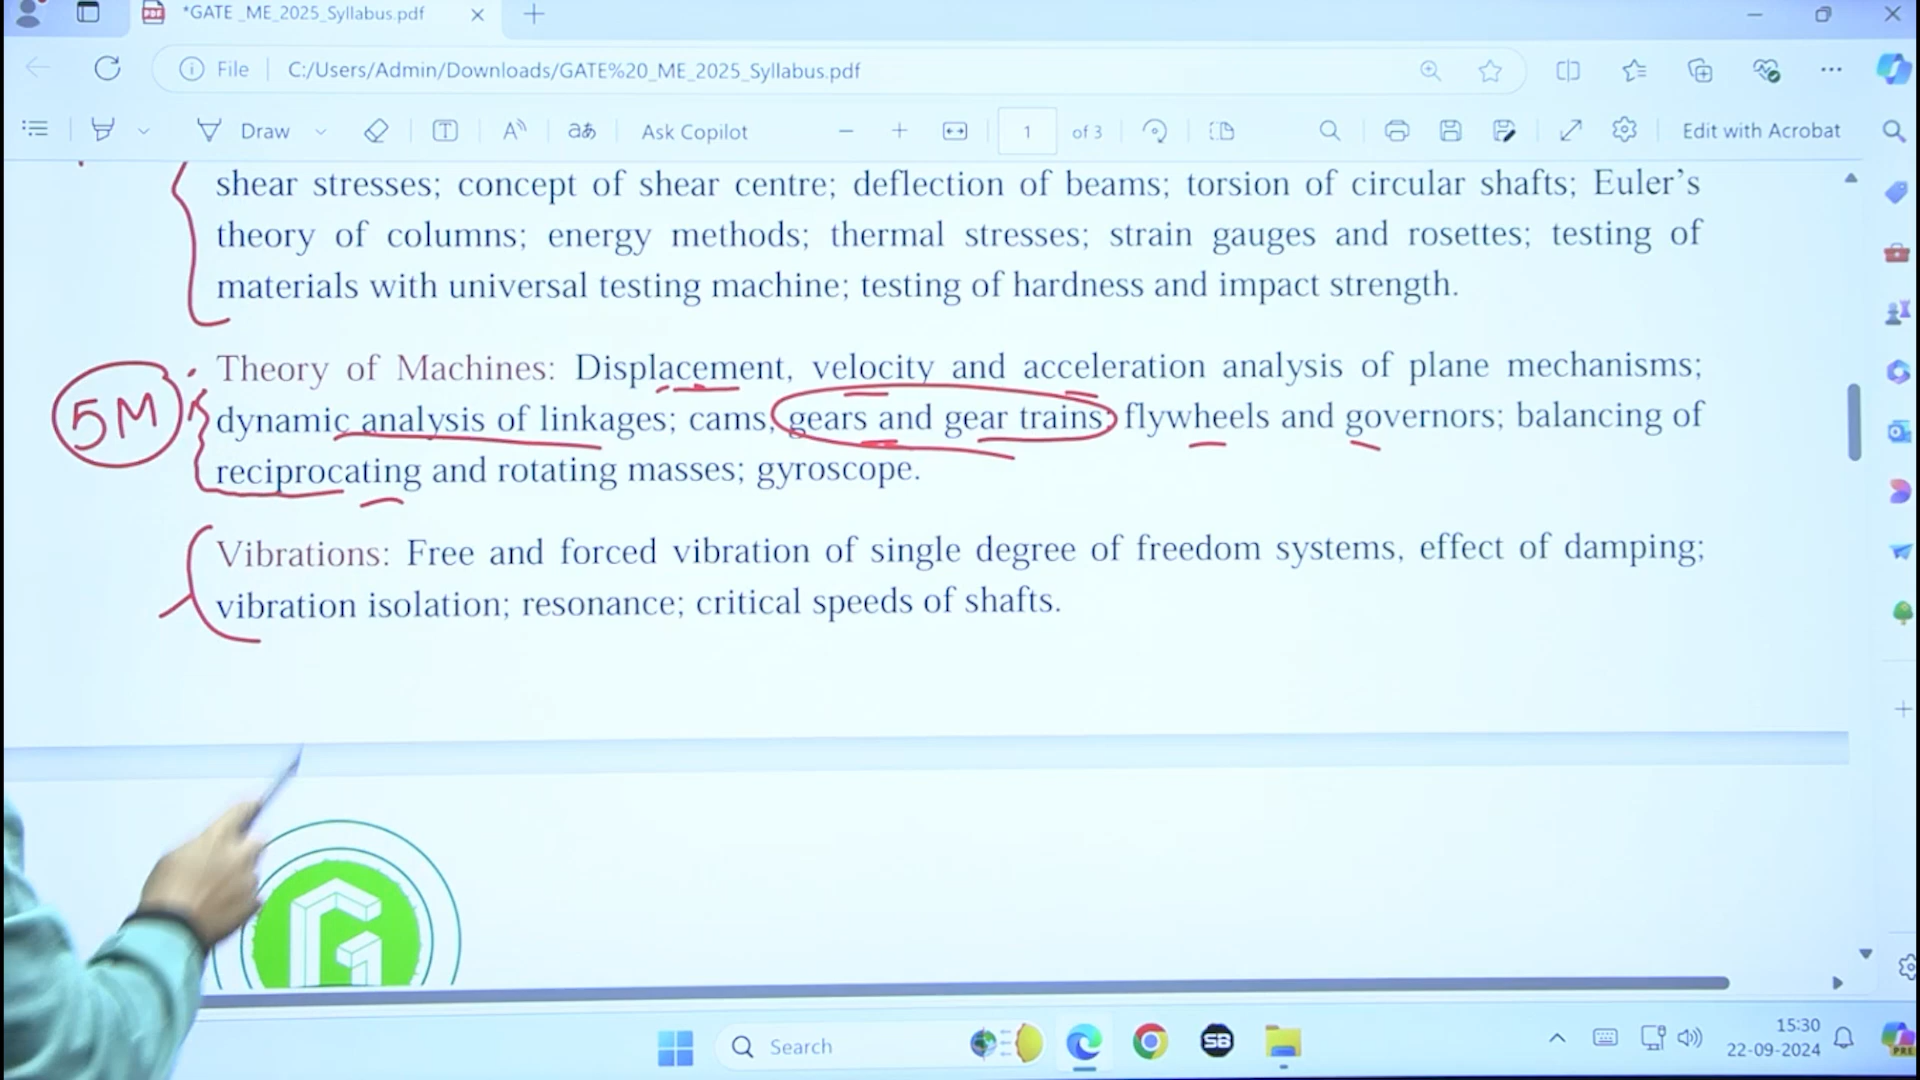 *GATE _ME_2025_Syllabus.pdf
File
C:/Users/Admin/Downloads/GATE%20_ME_2025_Syllabus.pdf
Draw
T
aあ
Ask Copilot
1
of 3
Edit with Acrobat
shear stresses; concept of shear centre; deflection of beams; torsion of circular shafts; Euler’s
theory of columns; energy methods; thermal stresses; strain gauges and rosettes; testing of
materials with universal testing machine; testing of hardness and impact strength.
5M
Theory of Machines: Displacement, velocity and acceleration analysis of plane mechanisms;
dynamic analysis of linkages; cams; gears and gear trains; flywheels and governors; balancing of
reciprocating and rotating masses; gyroscope.
Vibrations: Free and forced vibration of single degree of freedom systems, effect of damping;
vibration isolation; resonance; critical speeds of shafts.
G
Search
SB
15:30
22-09-2024
PRE